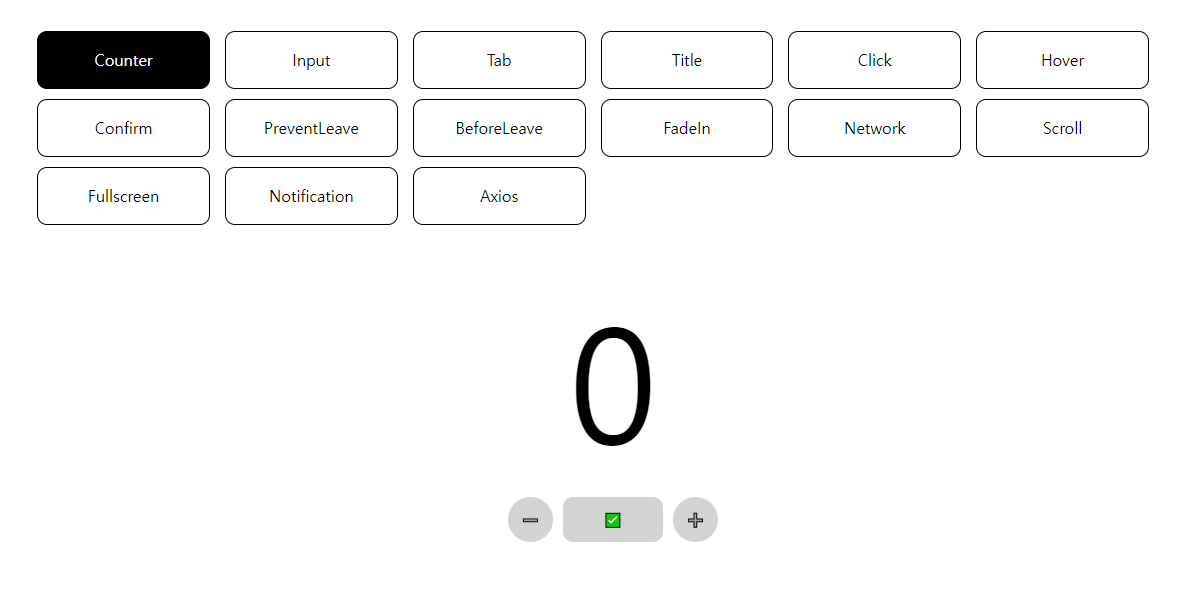 Counter Input Tab Title Click Hover
Confirm PreventLeave BeforeLeave FadeIn Network Scroll
Fullscreen Notification Axios
0
➖ ✅ ➕